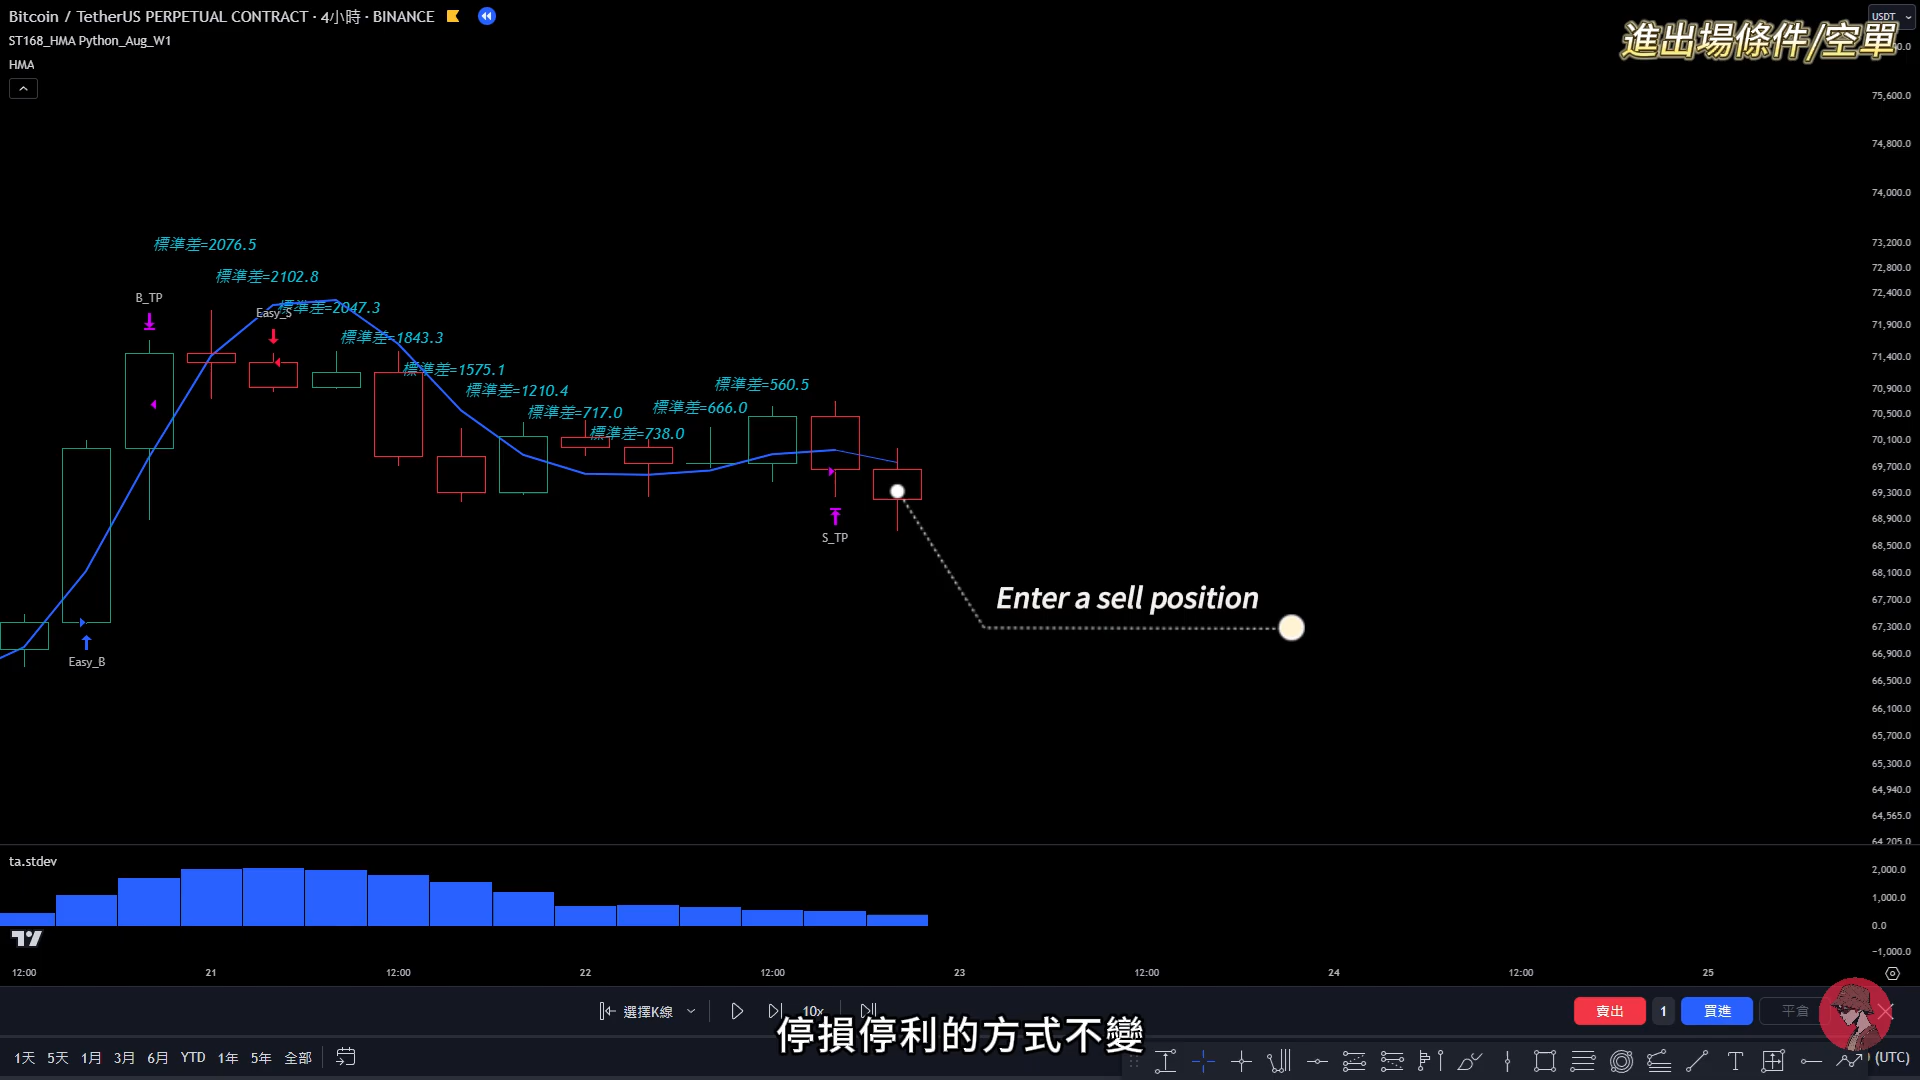 Bitcoin / TetherUS PERPETUAL CONTRACT · 4小時 · BINANCE
USDT
ST168_HMA Python_Aug_W1
HMA
進出場條件/空單
75,600.0
74,800.0
74,000.0
73,200.0
72,800.0
72,400.0
71,900.0
71,400.0
70,900.0
70,500.0
70,100.0
69,700.0
69,300.0
68,900.0
68,500.0
68,100.0
67,700.0
67,300.0
66,900.0
66,500.0
66,100.0
65,700.0
65,300.0
64,940.0
64,565.0
64,205.0
標準差=2076.5
標準差=2102.8
B_TP
標準差=2047.3
Easy_S
標準差=1843.3
標準差=1575.1
標準差=1210.4
標準差=717.0
標準差=738.0
標準差=666.0
標準差=560.5
S_TP
Easy_B
Enter a sell position
ta.stdev
2,000.0
1,000.0
0.0
−1,000.0
12:00
21
12:00
22
12:00
23
12:00
24
12:00
25
選擇K線
10x
賣出
1
買進
平倉
停損停利的方式不變
1天 5天 1月 3月 6月 YTD 1年 5年 全部
(UTC)